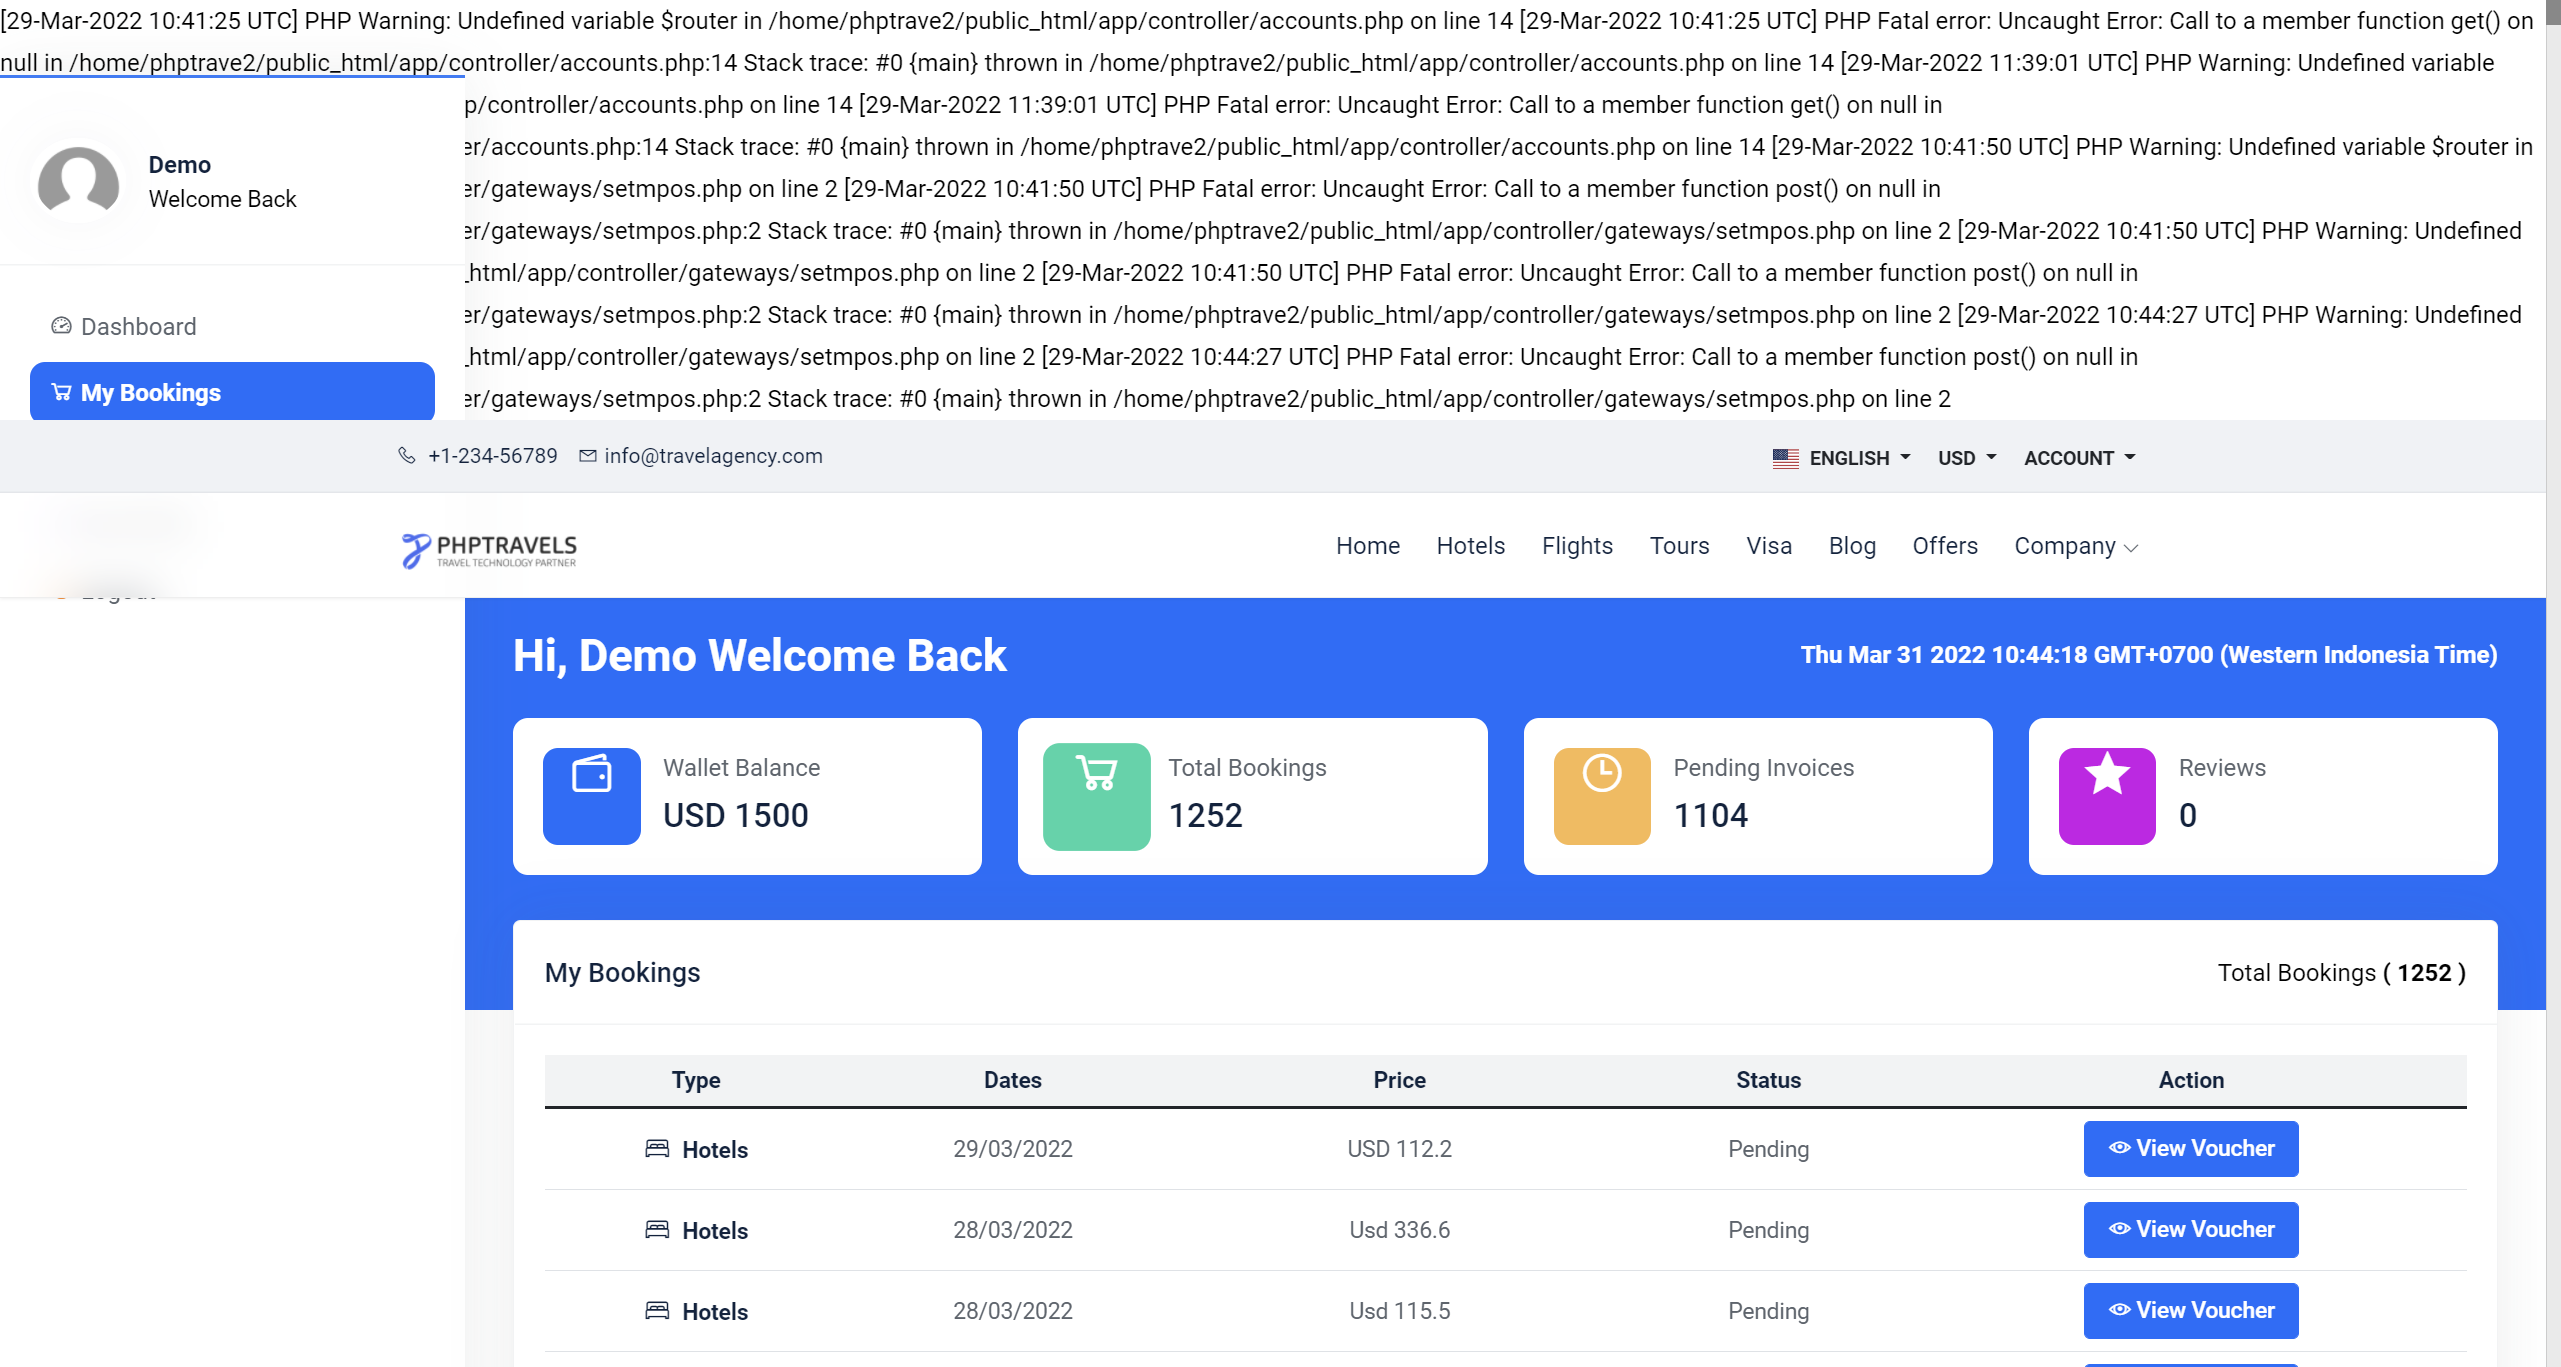 [29-Mar-2022 10:41:25 UTC] PHP Warning: Undefined variable $router in /home/phptrave2/public_html/app/controller/accounts.php on line 14 [29-Mar-2022 10:41:25 UTC] PHP Fatal error: Uncaught Error: Call to a member function get() on
null in /home/phptrave2/public_html/app/controller/accounts.php:14 Stack trace: #0 {main} thrown in /home/phptrave2/public_html/app/controller/accounts.php on line 14 [29-Mar-2022 11:39:01 UTC] PHP Warning: Undefined variable
p/controller/accounts.php on line 14 [29-Mar-2022 11:39:01 UTC] PHP Fatal error: Uncaught Error: Call to a member function get() on null in
er/accounts.php:14 Stack trace: #0 {main} thrown in /home/phptrave2/public_html/app/controller/accounts.php on line 14 [29-Mar-2022 10:41:50 UTC] PHP Warning: Undefined variable $router in
er/gateways/setmpos.php on line 2 [29-Mar-2022 10:41:50 UTC] PHP Fatal error: Uncaught Error: Call to a member function post() on null in
er/gateways/setmpos.php:2 Stack trace: #0 {main} thrown in /home/phptrave2/public_html/app/controller/gateways/setmpos.php on line 2 [29-Mar-2022 10:41:50 UTC] PHP Warning: Undefined
_html/app/controller/gateways/setmpos.php on line 2 [29-Mar-2022 10:41:50 UTC] PHP Fatal error: Uncaught Error: Call to a member function post() on null in
er/gateways/setmpos.php:2 Stack trace: #0 {main} thrown in /home/phptrave2/public_html/app/controller/gateways/setmpos.php on line 2 [29-Mar-2022 10:44:27 UTC] PHP Warning: Undefined
_html/app/controller/gateways/setmpos.php on line 2 [29-Mar-2022 10:44:27 UTC] PHP Fatal error: Uncaught Error: Call to a member function post() on null in
er/gateways/setmpos.php:2 Stack trace: #0 {main} thrown in /home/phptrave2/public_html/app/controller/gateways/setmpos.php on line 2
Demo
Welcome Back
Dashboard
My Bookings
+1-234-56789 info@travelagency.com ENGLISH USD ACCOUNT
PHPTRAVELS
TRAVEL TECHNOLOGY PARTNER
Home Hotels Flights Tours Visa Blog Offers Company
Logout
Hi, Demo Welcome Back
Thu Mar 31 2022 10:44:18 GMT+0700 (Western Indonesia Time)
Wallet Balance
USD 1500
Total Bookings
1252
Pending Invoices
1104
Reviews
0
My Bookings
Total Bookings ( 1252 )
Type Dates Price Status Action
Hotels 29/03/2022 USD 112.2 Pending View Voucher
Hotels 28/03/2022 Usd 336.6 Pending View Voucher
Hotels 28/03/2022 Usd 115.5 Pending View Voucher